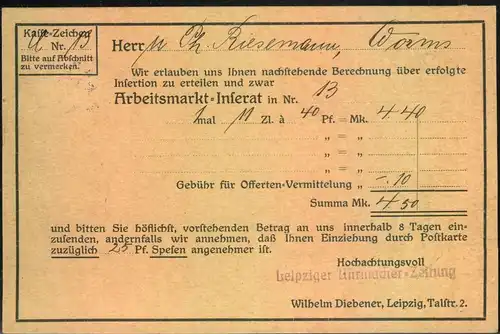 Kasse-Zeichen
A Nr. 13
Bitte auf Abschnitt
zu vermerken.
Herr Ph. Riesemann, Worms
Wir erlauben uns Ihnen nachstehende Berechnung über erfolgte
Insertion zu erteilen und zwar
Arbeitsmarkt-Inserat in Nr. 13
1 mal 11 Zl. à 40 Pf. = Mk. 4.40
„ = „
„ = „
Gebühr für Offerten-Vermittelung „ -.10
Summa Mk. 4 50
und bitten Sie höflichst, vorstehenden Betrag an uns innerhalb 8 Tagen ein-
zusenden, andernfalls wir annehmen, daß Ihnen Einziehung durch Postkarte
zuzüglich 25 Pf. Spesen angenehmer ist.
Hochachtungsvoll
Leipziger Uhrmacher-Zeitung
Wilhelm Diebener, Leipzig, Talstr. 2.